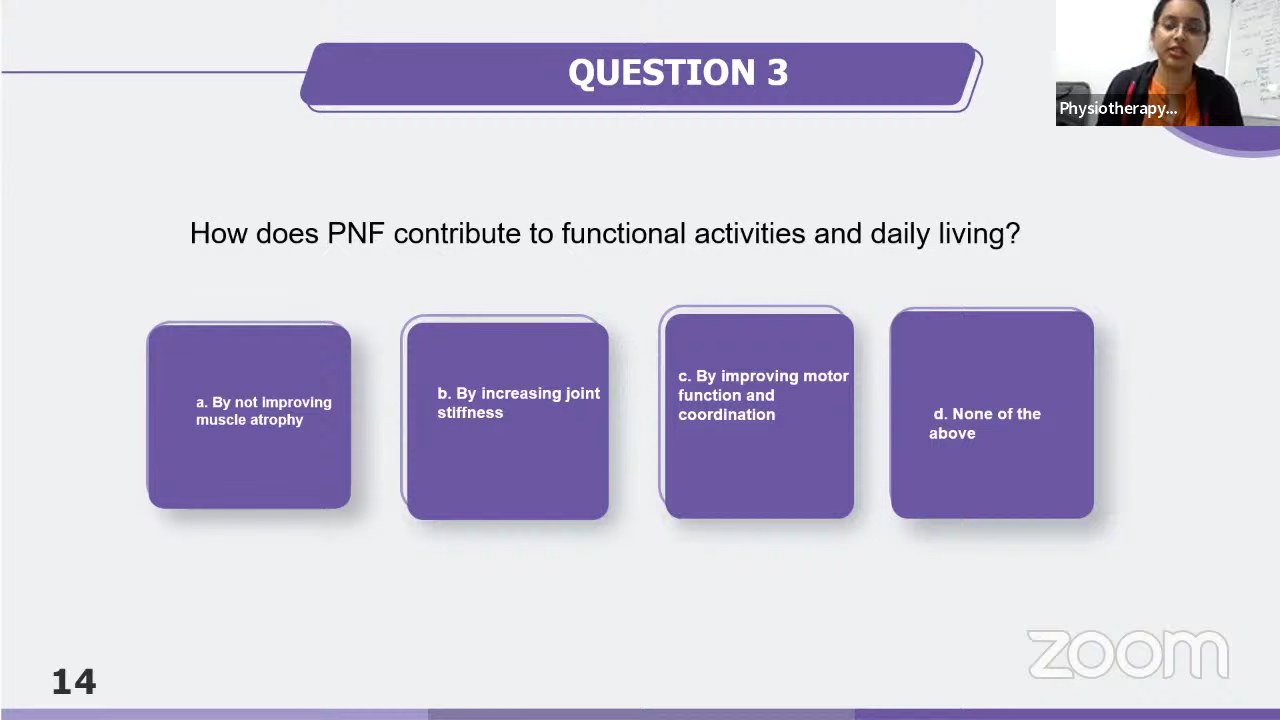 QUESTION 3
Physiotherapy...
How does PNF contribute to functional activities and daily living?
a. By not improving
muscle atrophy
b. By increasing joint
stiffness
c. By improving motor
function and
coordination
d. None of the
above
14
zoom